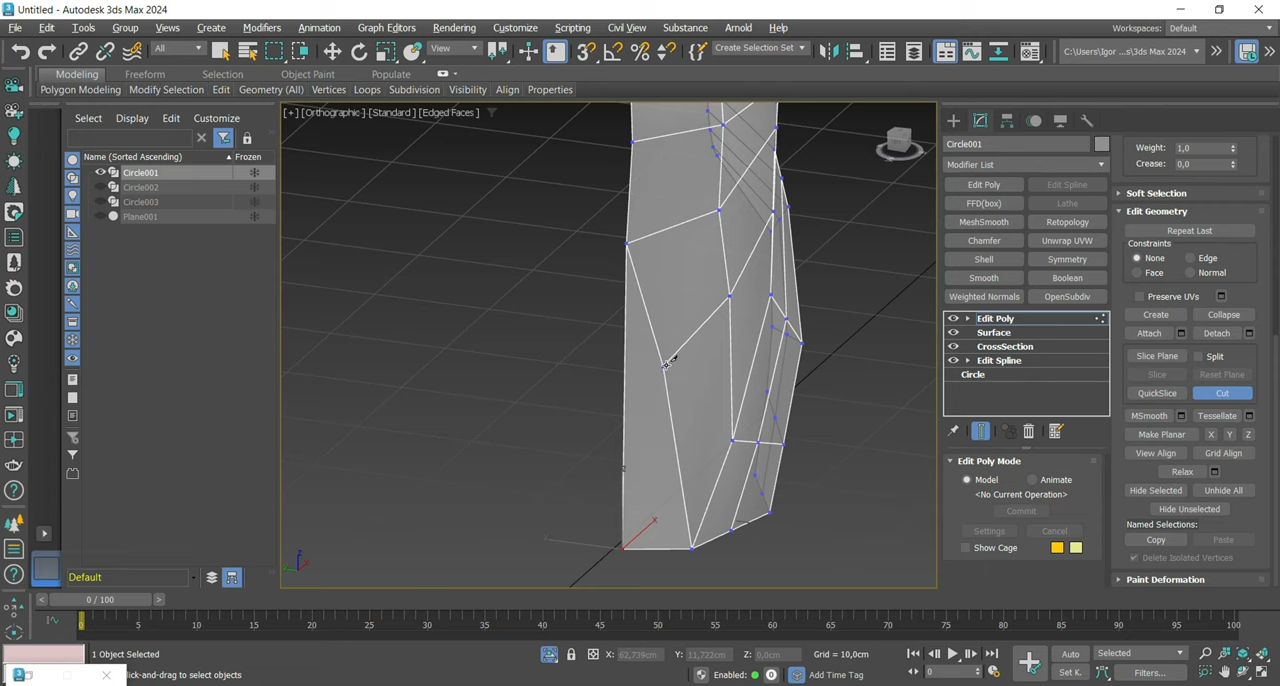 Untitled - Autodesk 3ds Max 2024
File Edit Tools Group Views Create Modifiers Animation Graph Editors Rendering Customize Scripting Civil View Substance Arnold Help
Workspaces: Default
All View Create Selection Set C:\Users\Igor ...s\3ds Max 2024
Modeling Freeform Selection Object Paint Populate
Polygon Modeling Modify Selection Edit Geometry (All) Vertices Loops Subdivision Visibility Align Properties
Select Display Edit Customize
Name (Sorted Ascending) Frozen
Circle001
Circle002
Circle003
Plane001
Default
[+] [Orthographic] [Standard] [Edged Faces]
Circle001
Modifier List
Edit Poly Edit Spline
FFD(box) Lathe
MeshSmooth Retopology
Chamfer Unwrap UVW
Shell Symmetry
Smooth Boolean
Weighted Normals OpenSubdiv
Edit Poly
Surface
CrossSection
Edit Spline
Circle
Edit Poly Mode
Model Animate
<No Current Operation>
Commit
Settings Cancel
Show Cage
Weight: 1,0
Crease: 0,0
Soft Selection
Edit Geometry
Repeat Last
Constraints
None Edge
Face Normal
Preserve UVs
Create Collapse
Attach Detach
Slice Plane Split
Slice Reset Plane
QuickSlice Cut
MSmooth Tessellate
Make Planar X Y Z
View Align Grid Align
Relax
Hide Selected Unhide All
Hide Unselected
Named Selections:
Copy Paste
Delete Isolated Vertices
Paint Deformation
0 / 100
0 5 10 15 20 25 30 35 40 45 50 55 60 65 70 75 80 85 90 95 100
1 Object Selected
X: 62,739cm Y: 11,722cm Z: 0,0cm Grid = 10,0cm
lick-and-drag to select objects
Enabled: 0 Add Time Tag
0
Auto Selected
Set K. Filters...